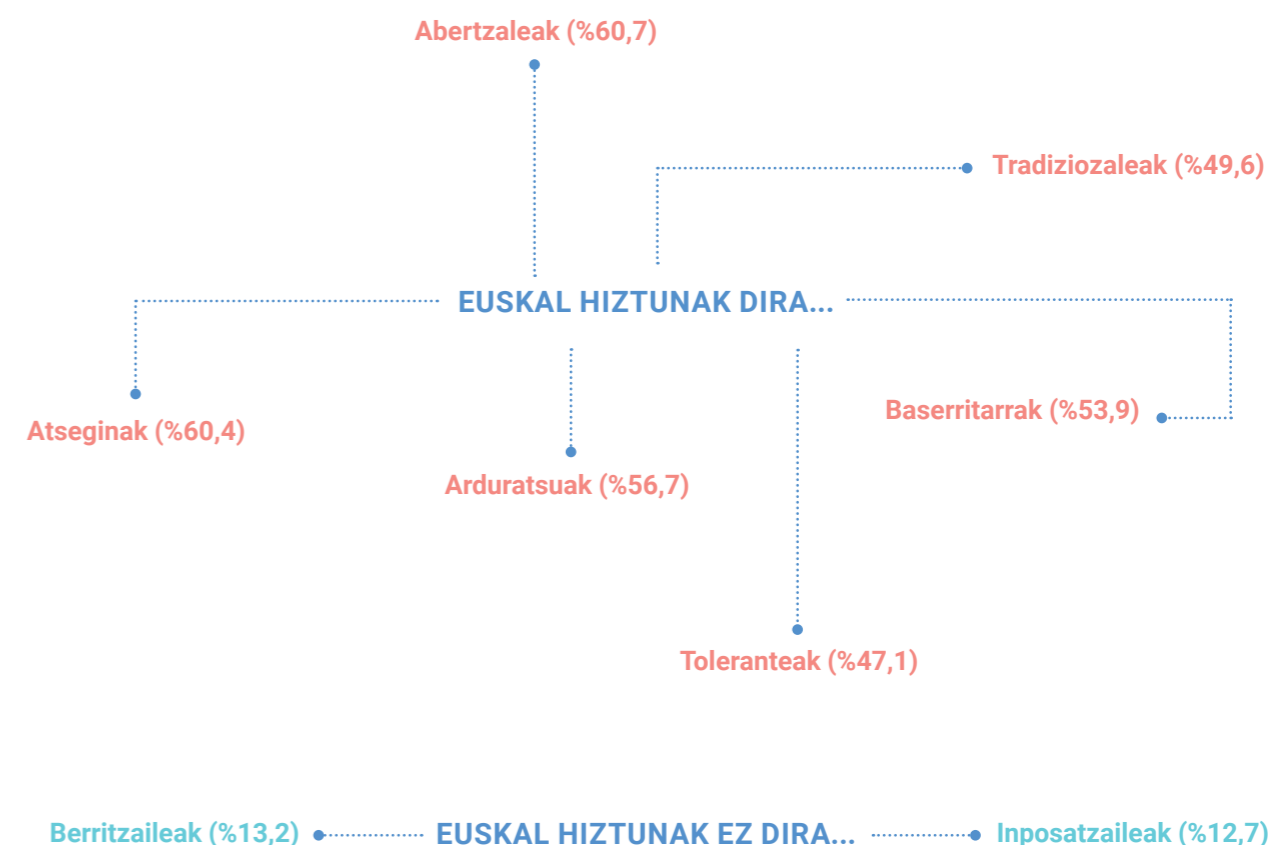 Abertzaleak (%60,7)
Tradiziozaleak (%49,6)
EUSKAL HIZTUNAK DIRA...
Baserritarrak (%53,9)
Atseginak (%60,4)
Arduratsuak (%56,7)
Toleranteak (%47,1)
Berritzaileak (%13,2)
EUSKAL HIZTUNAK EZ DIRA...
Inposatzaileak (%12,7)